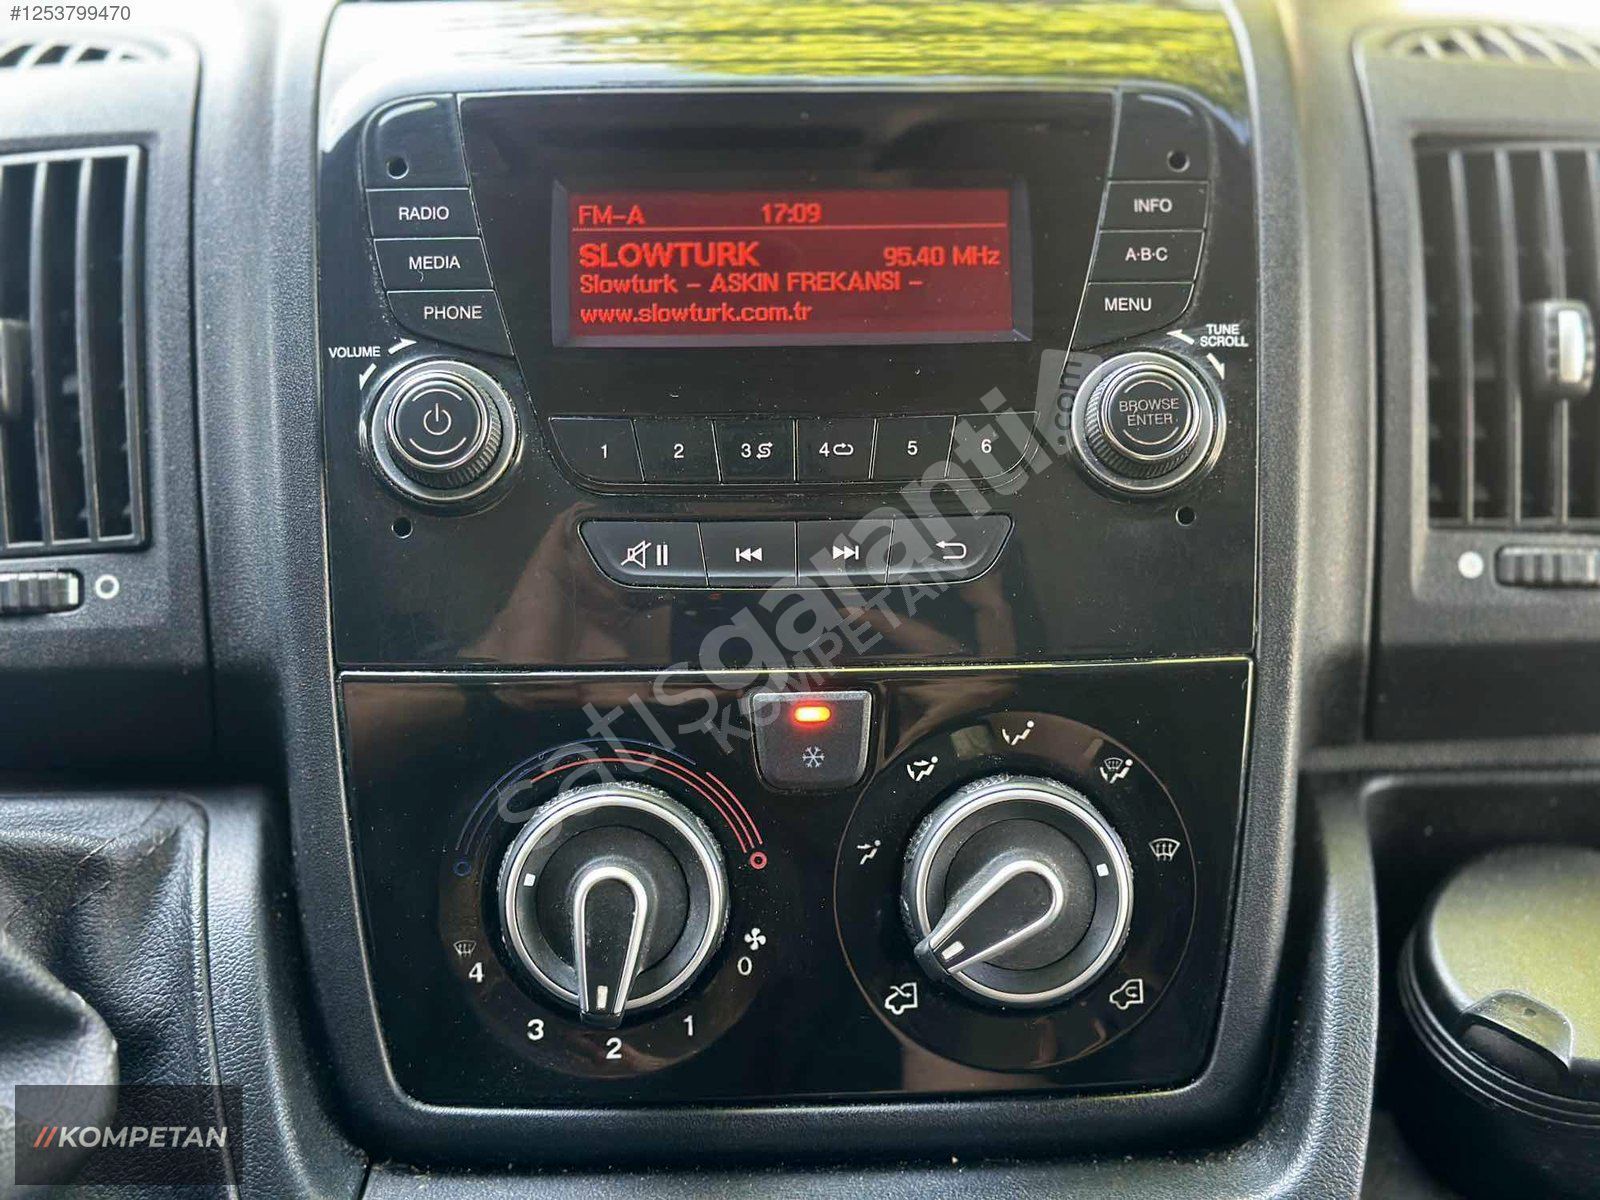 #1253799470
RADIO
MEDIA
PHONE
VOLUME
FM-A 17:09
SLOWTURK 95.40 MHz
Slowturk - ASKIN FREKANSI -
www.slowturk.com.tr
INFO
A·B·C
MENU
TUNE
SCROLL
BROWSE
ENTER
1 2 3 4 5 6
satışgaranti.com
KOMPETAN
4 3 2 1 0
//KOMPETAN